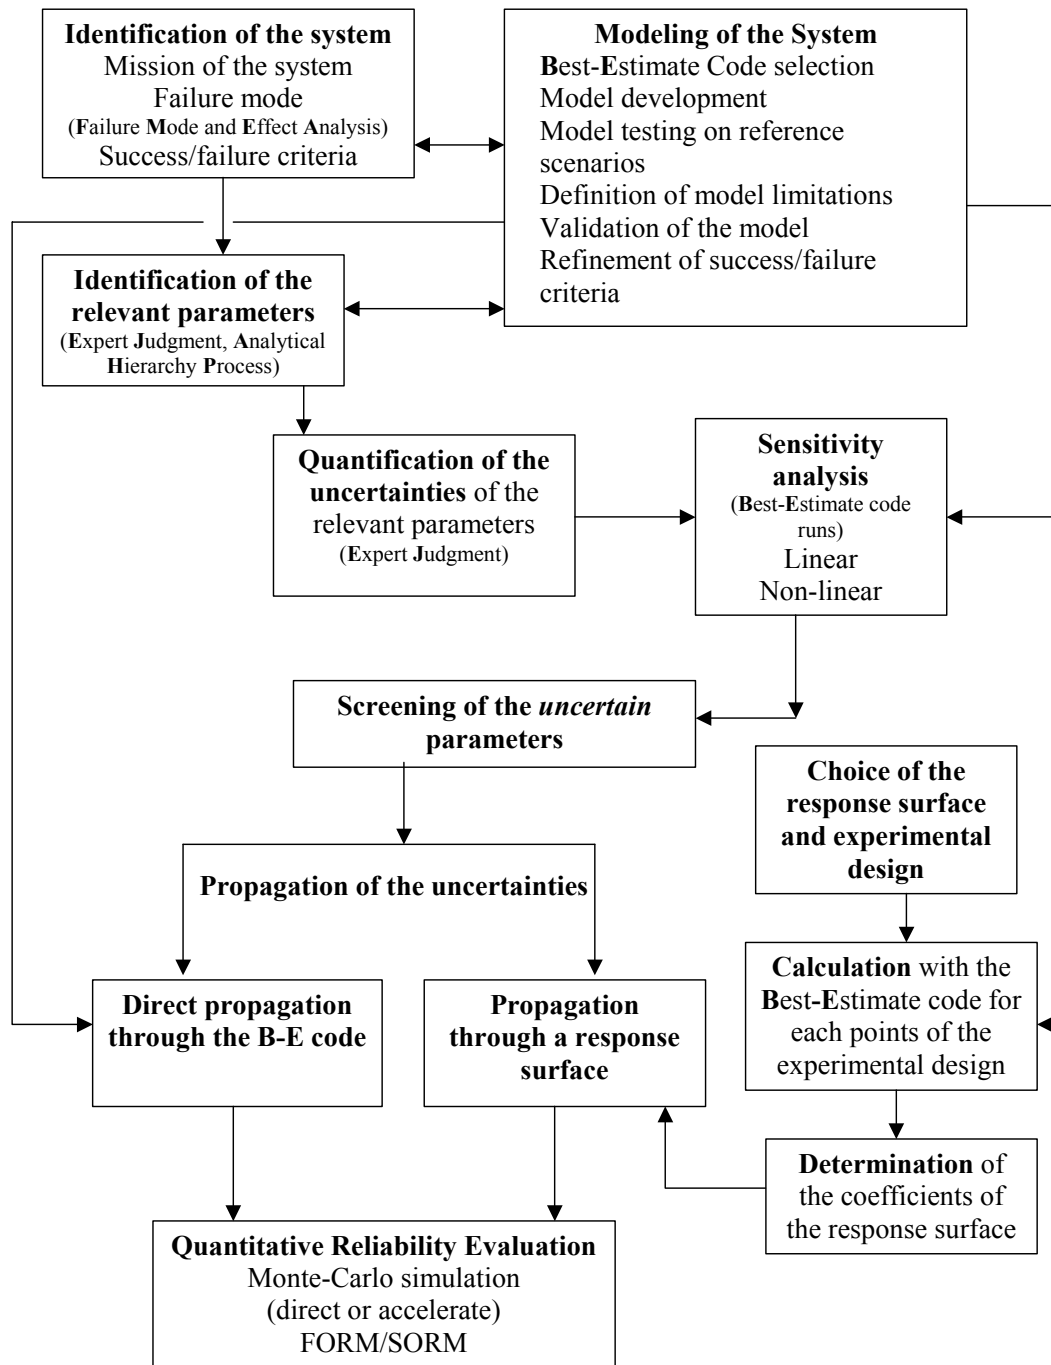 Identification of the system
Mission of the system
Failure mode
(Failure Mode and Effect Analysis)
Success/failure criteria
Modeling of the System
Best-Estimate Code selection
Model development
Model testing on reference
scenarios
Definition of model limitations
Validation of the model
Refinement of success/failure
criteria
Identification of the
relevant parameters
(Expert Judgment, Analytical
Hierarchy Process)
Quantification of the
uncertainties of the
relevant parameters
(Expert Judgment)
Sensitivity
analysis
(Best-Estimate code
runs)
Linear
Non-linear
Screening of the uncertain
parameters
Choice of the
response surface
and experimental
design
Propagation of the uncertainties
Direct propagation
through the B-E code
Propagation
through a response
surface
Calculation with the
Best-Estimate code for
each points of the
experimental design
Determination of
the coefficients of
the response surface
Quantitative Reliability Evaluation
Monte-Carlo simulation
(direct or accelerate)
FORM/SORM